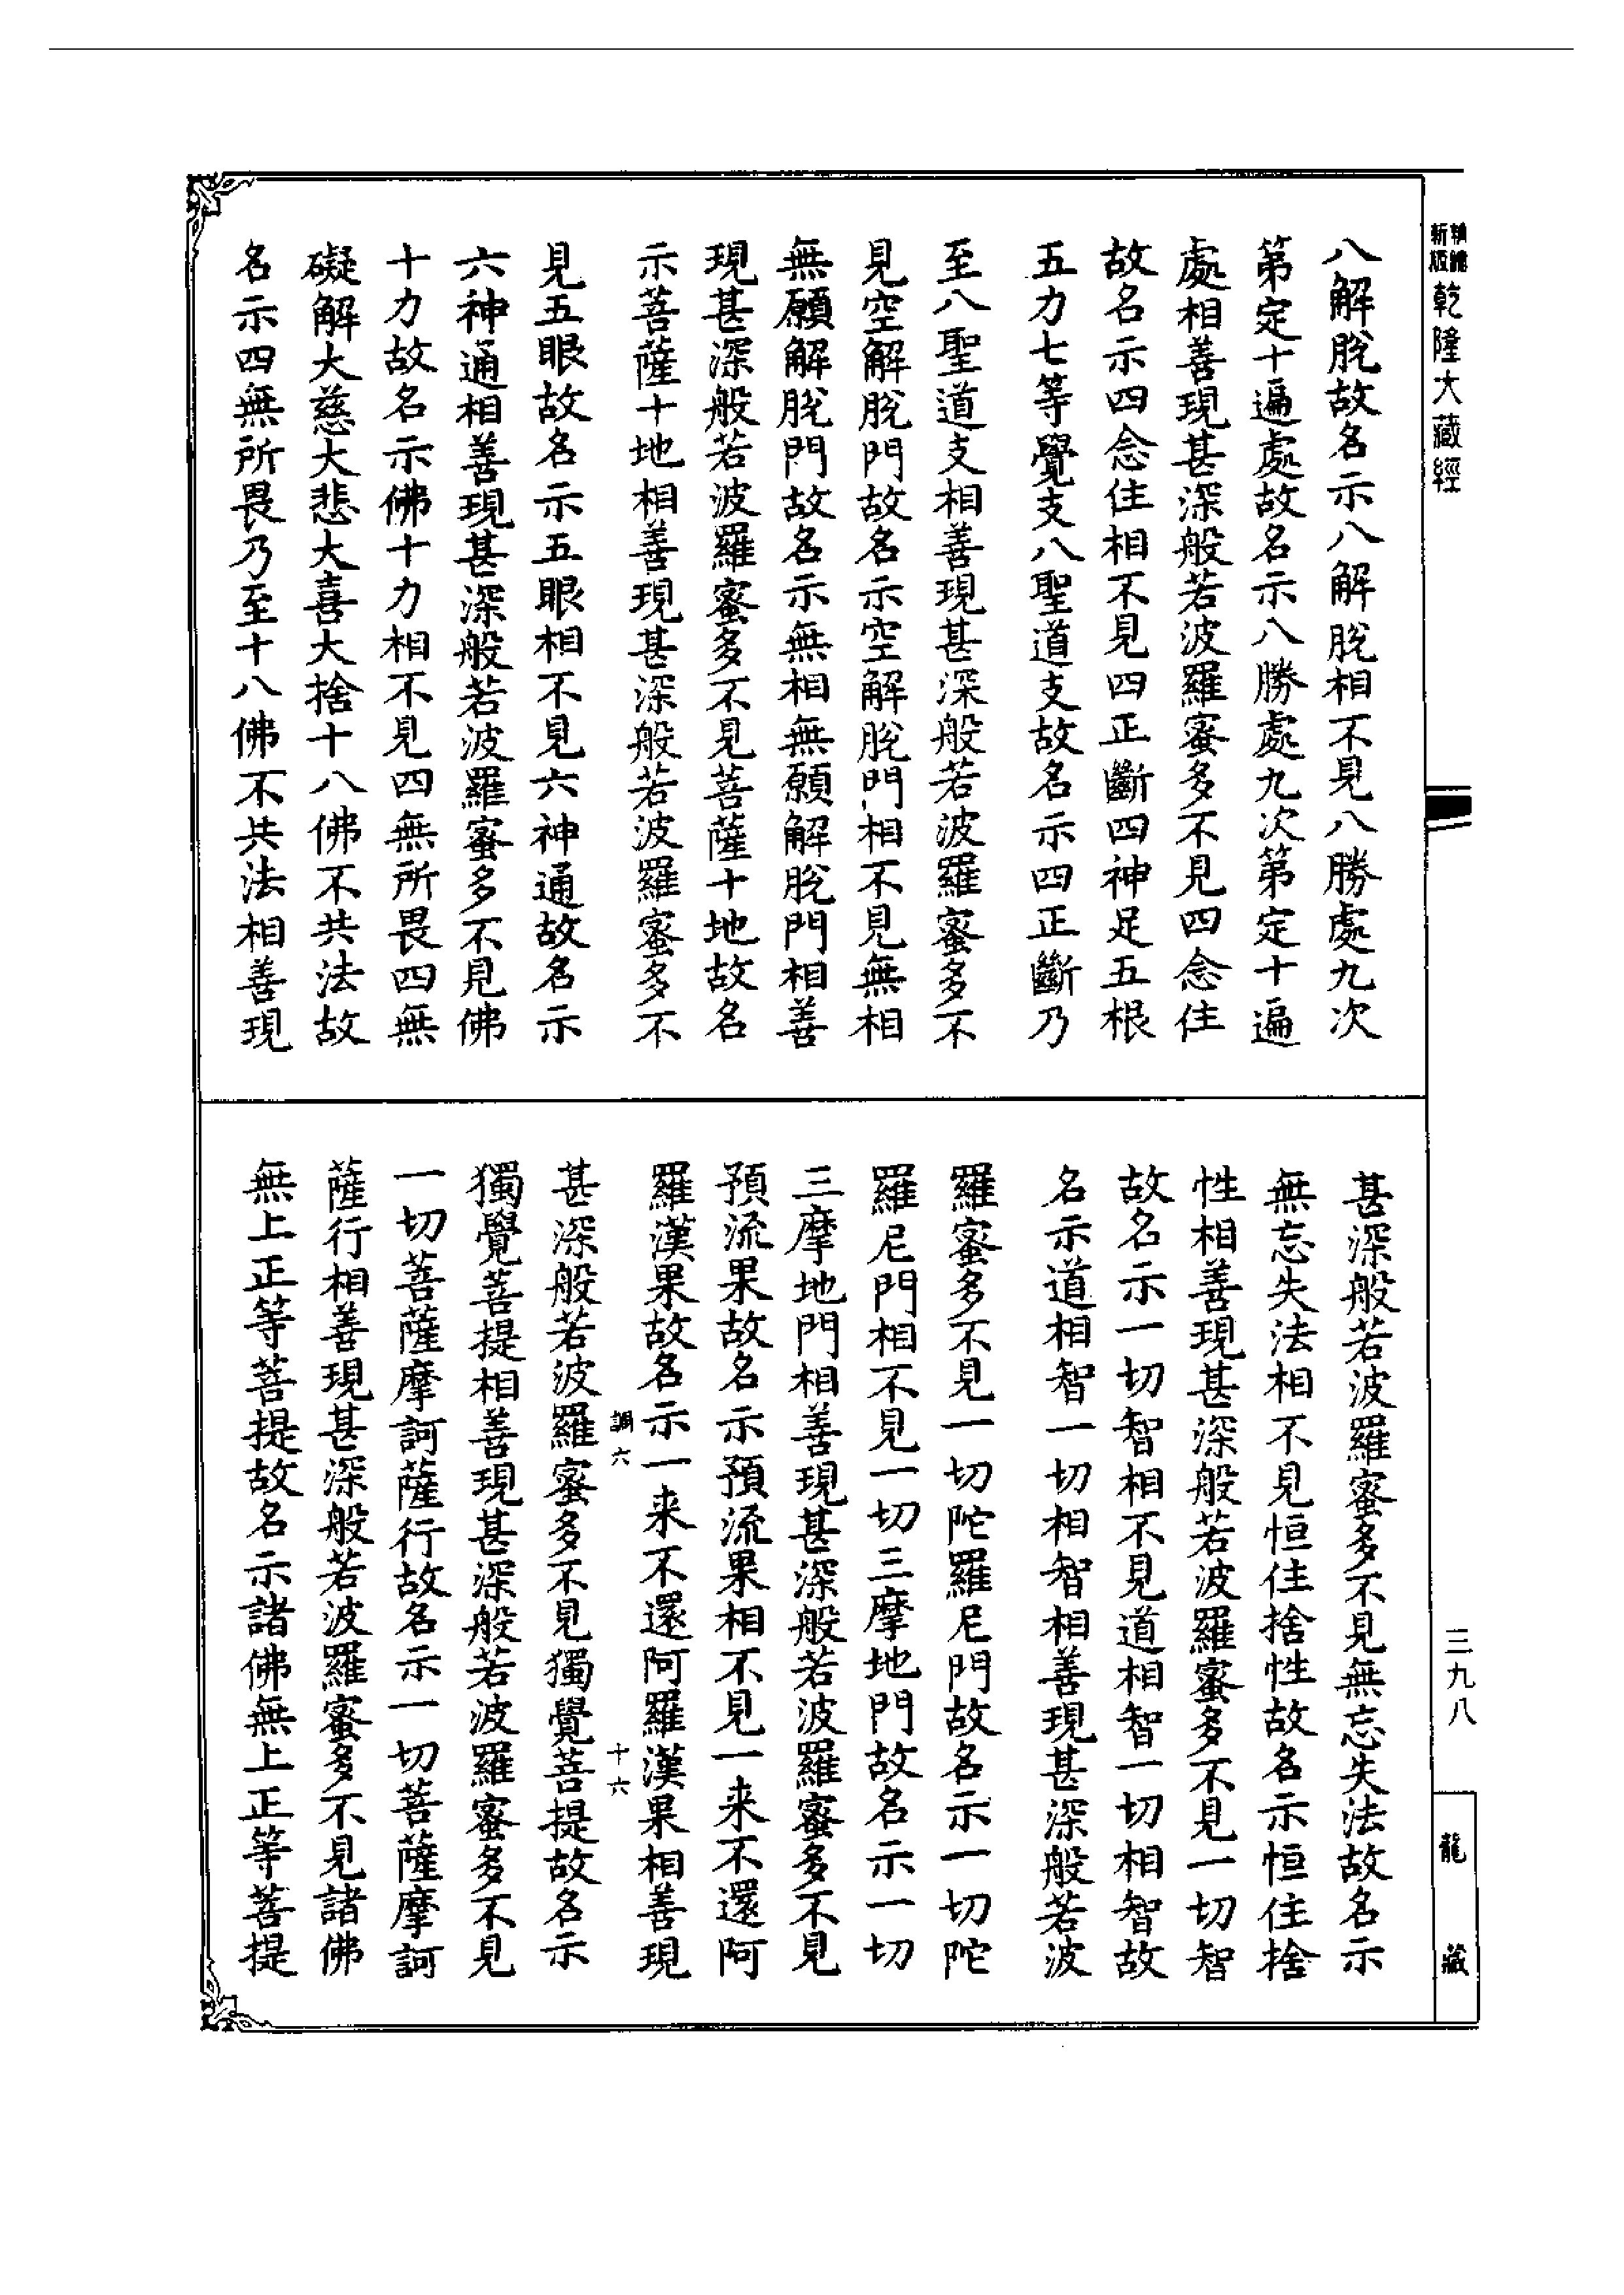 新版
乾隆大藏經
八解脫故名示八解脫相不見八勝處九次
第定十遍處故名示八勝處九次第定十遍
處相善現甚深般若波羅蜜多不見四念住
故名示四念住相不見四正斷四神足五根
五力七等覺支八聖道支故名示四正斷乃
至八聖道支相善現甚深般若波羅蜜多不
見空解脫門故名示空解脫門相不見無相
無願解脫門故名示無相無願解脫門相善
現甚深般若波羅蜜多不見菩薩十地故名
示菩薩十地相善現甚深般若波羅蜜多不
見五眼故名示五眼相不見六神通故名示
六神通相善現甚深般若波羅蜜多不見佛
十力故名示佛十力相不見四無所畏四無
礙解大慈大悲大喜大捨十八佛不共法故
名示四無所畏乃至十八佛不共法相善現
甚深般若波羅蜜多不見無忘失法故名示
無忘失法相不見恒住捨性故名示恒住捨
性相善現甚深般若波羅蜜多不見一切智
故名示一切智相不見道相智一切相智故
名示道相智一切相智相善現甚深般若波
羅蜜多不見一切陀羅尼門故名示一切陀
羅尼門相不見一切三摩地門故名示一切
三摩地門相善現甚深般若波羅蜜多不見
預流果故名示預流果相不見一来不還阿
羅漢果故名示一来不還阿羅漢果相善現
調六
十六
甚深般若波羅蜜多不見獨覺菩提故名示
獨覺菩提相善現甚深般若波羅蜜多不見
一切菩薩摩訶薩行故名示一切菩薩摩訶
薩行相善現甚深般若波羅蜜多不見諸佛
無上正等菩提故名示諸佛無上正等菩提
三九八
龍藏